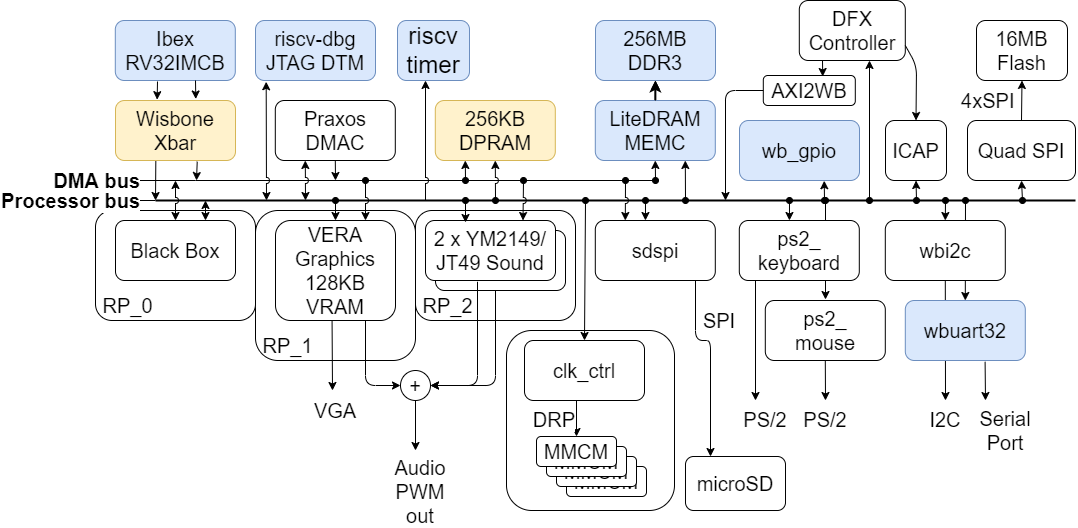 Ibex
RV32IMCB
riscv-dbg
JTAG DTM
riscv
timer
256MB
DDR3
DFX
Controller
16MB
Flash
AXI2WB
4xSPI
Wisbone
Xbar
Praxos
DMAC
256KB
DPRAM
LiteDRAM
MEMC
wb_gpio
ICAP
Quad SPI
DMA bus
Processor bus
Black Box
VERA
Graphics
128KB
VRAM
2 x YM2149/
JT49 Sound
sdspi
ps2_
keyboard
wbi2c
RP_0
RP_1
RP_2
SPI
ps2_
mouse
wbuart32
clk_ctrl
+
VGA
DRP
PS/2
PS/2
I2C
Serial
Port
MMCM
MMCM
MMCM
MMCM
Audio
PWM
out
microSD